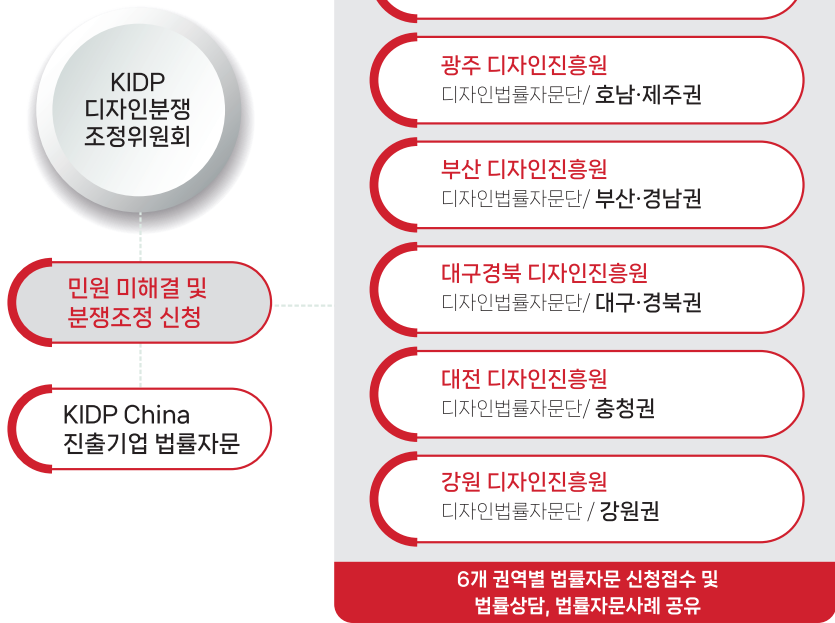 KIDP
디자인분쟁
조정위원회
민원 미해결 및
분쟁조정 신청
KIDP China
진출기업 법률자문
광주 디자인진흥원
디자인법률자문단/ 호남·제주권
부산 디자인진흥원
디자인법률자문단/ 부산·경남권
대구경북 디자인진흥원
디자인법률자문단/ 대구·경북권
대전 디자인진흥원
디자인법률자문단/ 충청권
강원 디자인진흥원
디자인법률자문단 / 강원권
6개 권역별 법률자문 신청접수 및
법률상담, 법률자문사례 공유